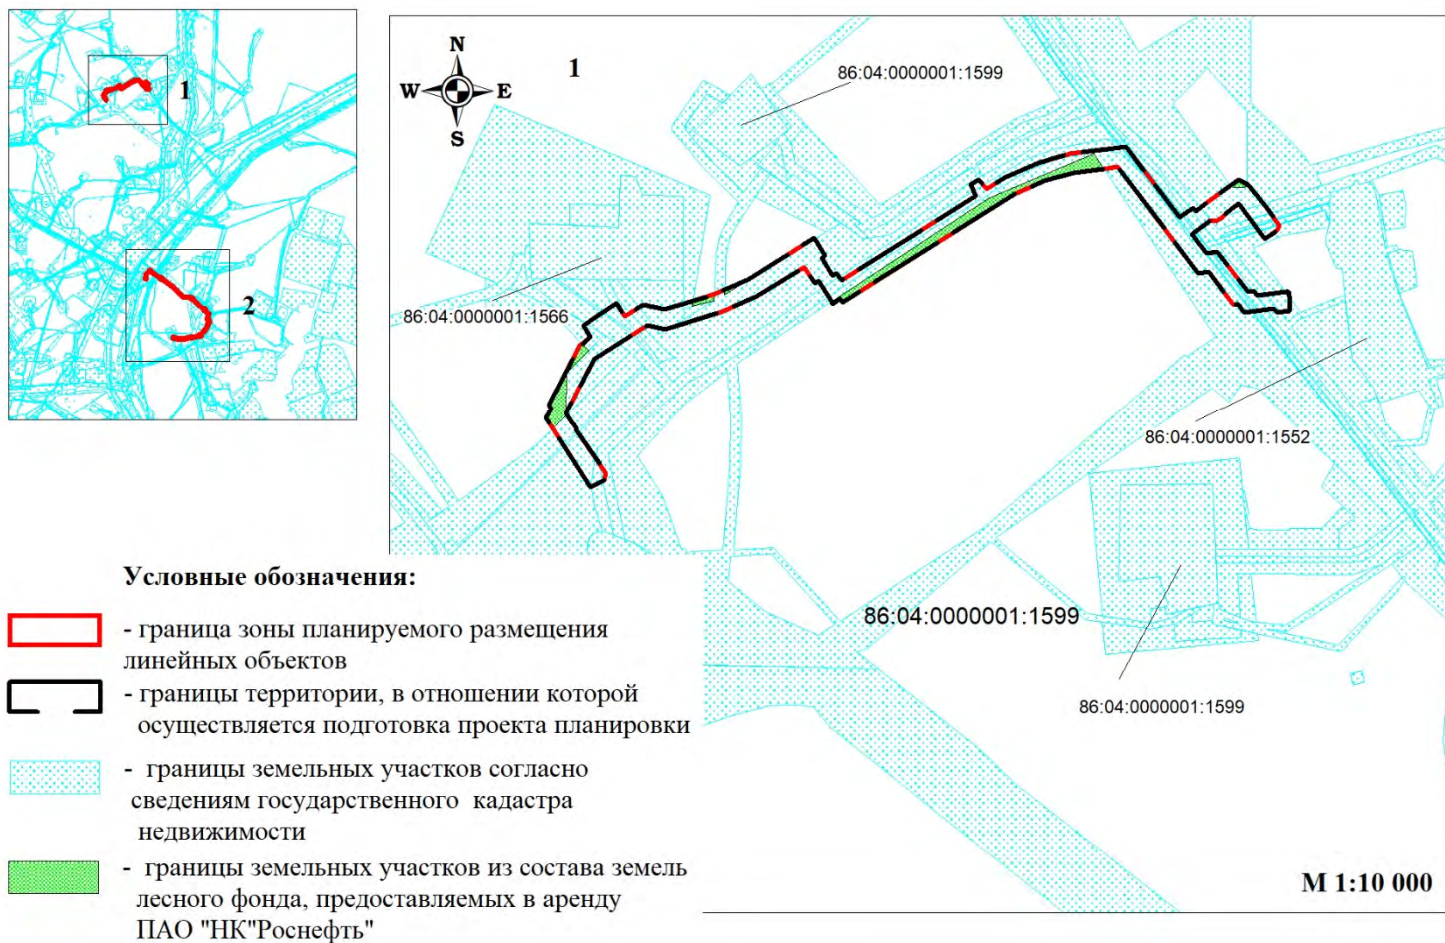 1
2
N
W E
S
1
86:04:0000001:1599
86:04:0000001:1566
86:04:0000001:1552
86:04:0000001:1599
86:04:0000001:1599
М 1:10 000
Условные обозначения:
- граница зоны планируемого размещения
линейных объектов
- границы территории, в отношении которой
осуществляется подготовка проекта планировки
- границы земельных участков согласно
сведениям государственного кадастра
недвижимости
- границы земельных участков из состава земель
лесного фонда, предоставляемых в аренду
ПАО "НК"Роснефть"